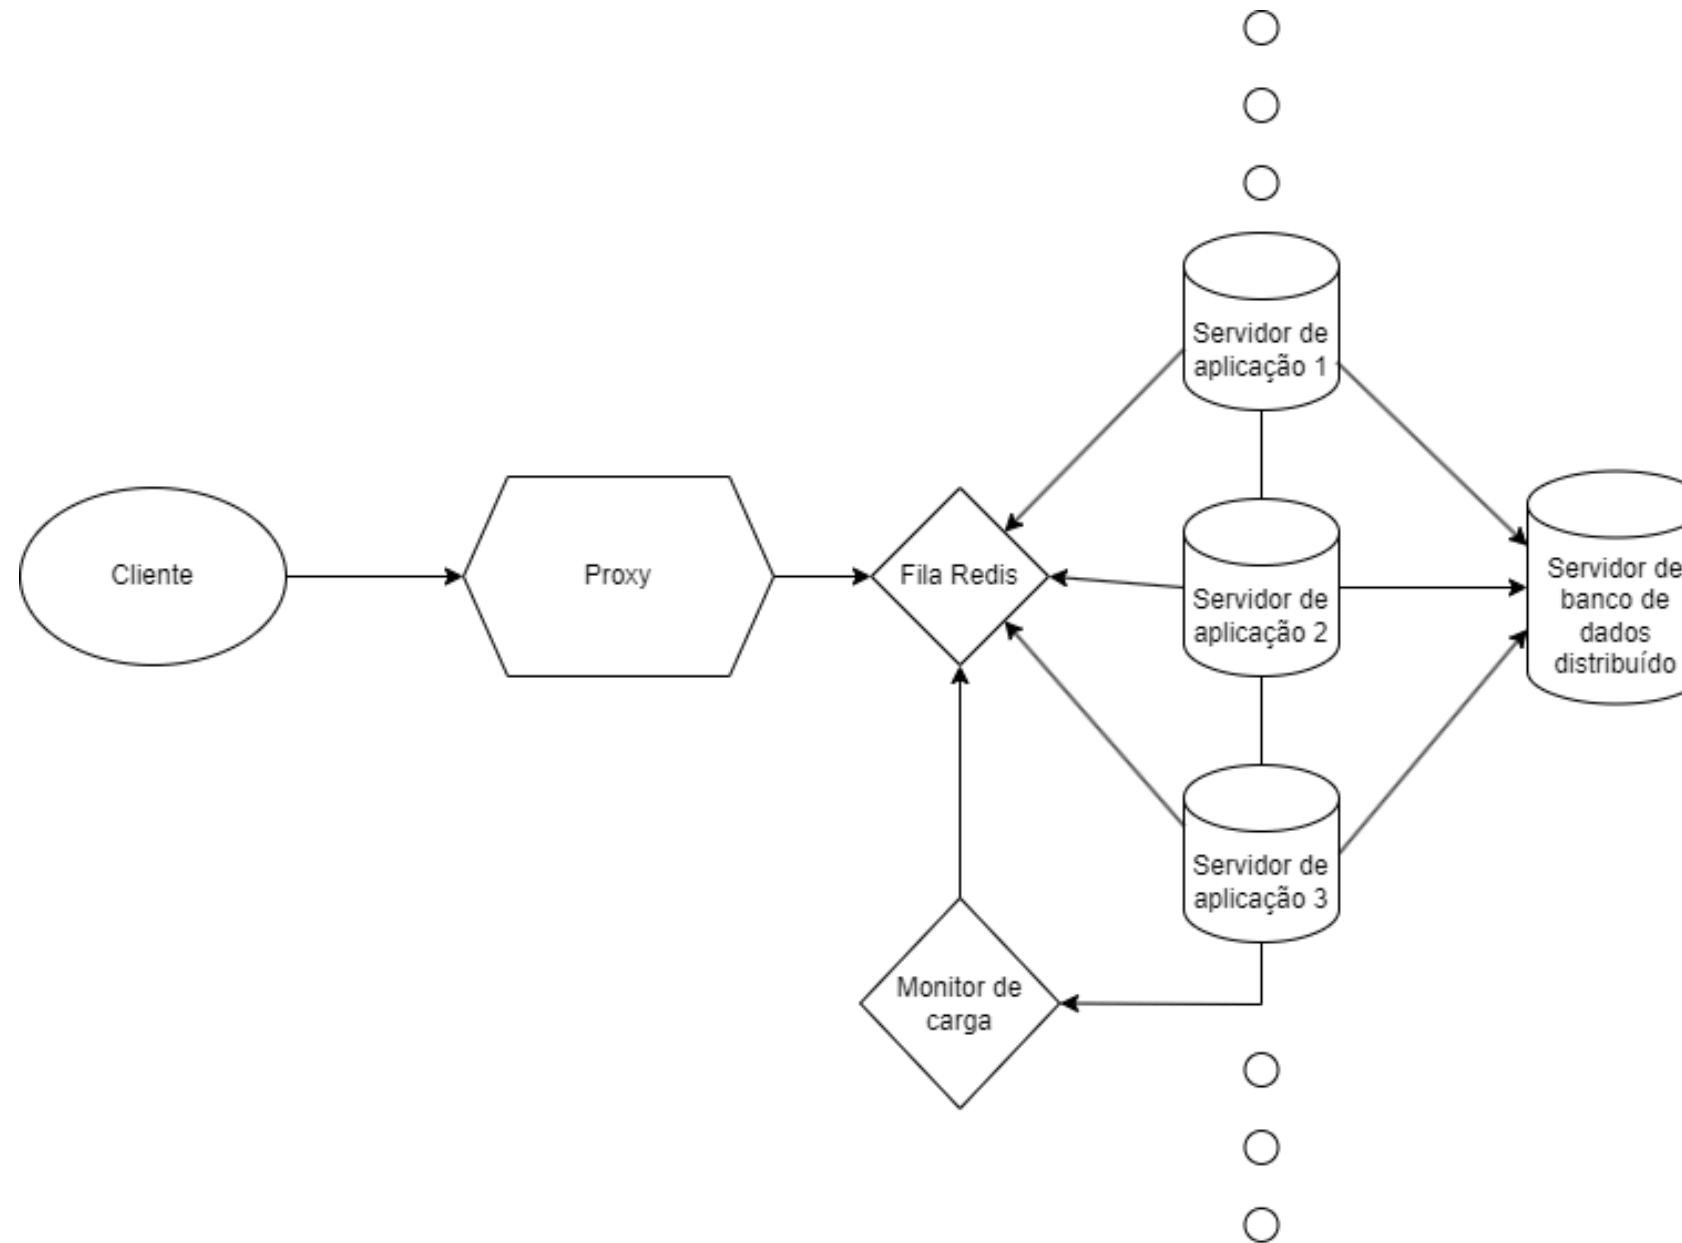 Servidor de
aplicação 1
Cliente
Proxy
Fila Redis
Servidor de
aplicação 2
Servidor de
banco de
dados
distribuído
Servidor de
aplicação 3
Monitor de
carga